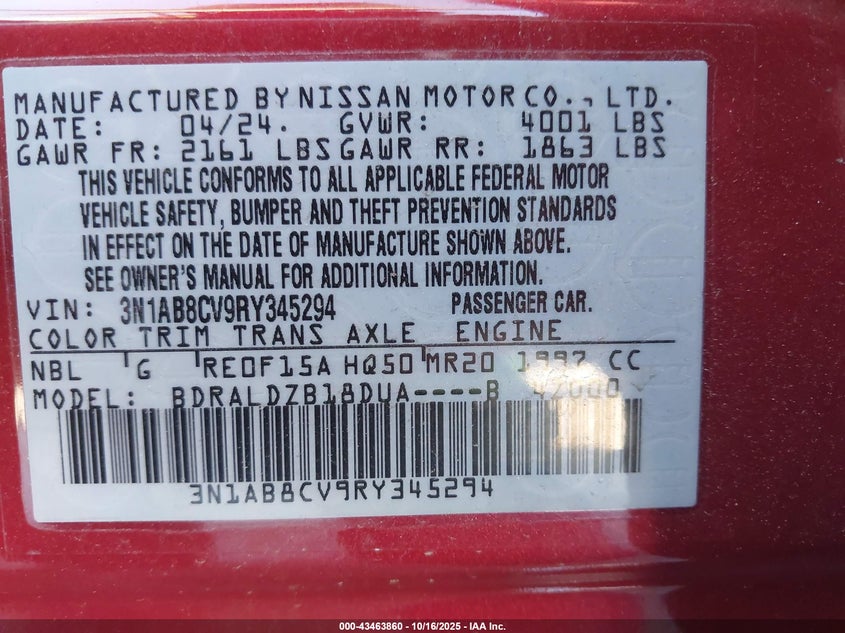 MANUFACTURED BY NISSAN MOTOR CO., LTD.
DATE: 04/24. GVWR: 4001 LBS
GAWR FR: 2161 LBS GAWR RR: 1863 LBS
THIS VEHICLE CONFORMS TO ALL APPLICABLE FEDERAL MOTOR
VEHICLE SAFETY, BUMPER AND THEFT PREVENTION STANDARDS
IN EFFECT ON THE DATE OF MANUFACTURE SHOWN ABOVE.
SEE OWNER'S MANUAL FOR ADDITIONAL INFORMATION.
VIN: 3N1AB8CV9RY345294 PASSENGER CAR.
COLOR TRIM TRANS AXLE ENGINE
NBL G RE0F15A HQ50 MR20 1997 CC
MODEL: BDRALDZB18DUA----B
3N1AB8CV9RY345294
000-43463860 - 10/16/2025 - IAA Inc.